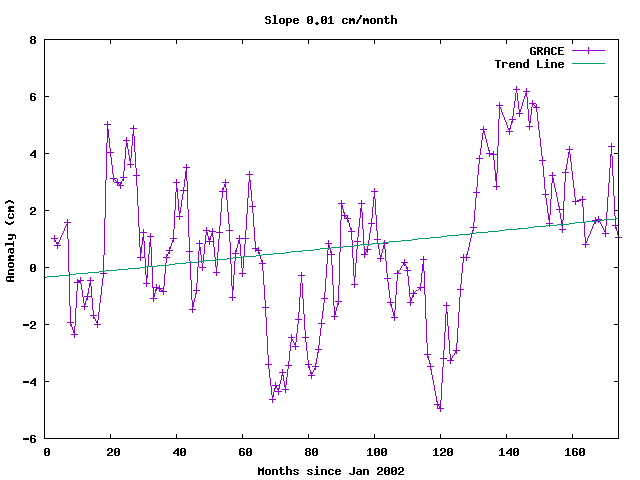 Slope 0.01 cm/month
GRACE
Trend Line
8
6
4
2
0
-2
-4
-6
Anomaly (cm)
0 20 40 60 80 100 120 140 160
Months since Jan 2002